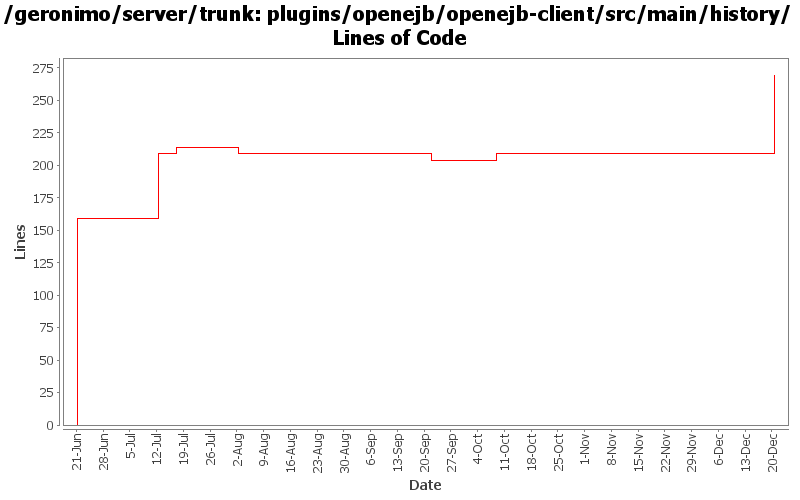 /geronimo/server/trunk: plugins/openejb/openejb-client/src/main/history/
Lines of Code
275
250
225
200
175
150
125
100
75
50
25
0
Lines
21-Jun
28-Jun
5-Jul
12-Jul
19-Jul
26-Jul
2-Aug
9-Aug
16-Aug
23-Aug
30-Aug
6-Sep
13-Sep
20-Sep
27-Sep
4-Oct
11-Oct
18-Oct
25-Oct
1-Nov
8-Nov
15-Nov
22-Nov
29-Nov
6-Dec
13-Dec
20-Dec
Date